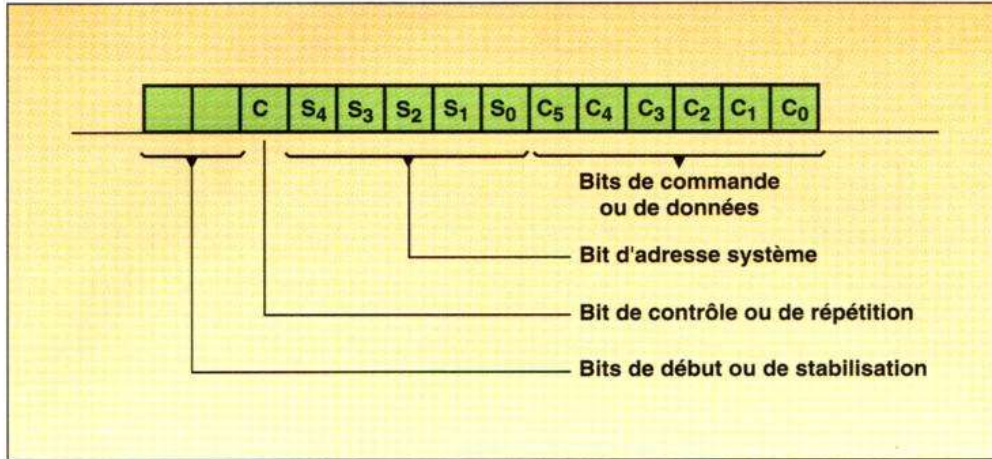 C S₄ S₃ S₂ S₁ S₀ C₅ C₄ C₃ C₂ C₁ C₀
Bits de commande
ou de données
Bit d'adresse système
Bit de contrôle ou de répétition
Bits de début ou de stabilisation